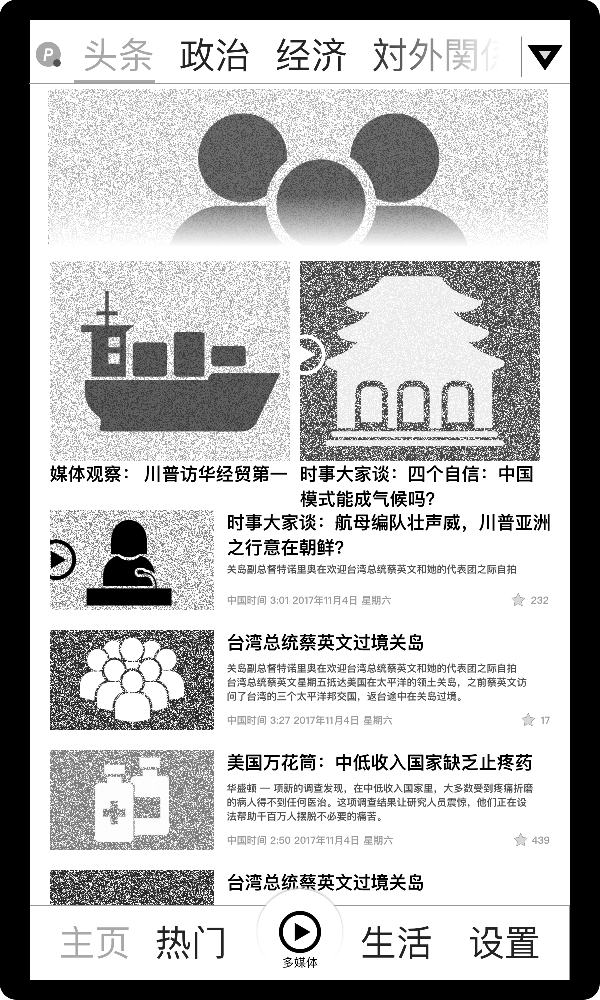 P
头条 政治 经济 対外関係
媒体观察： 川普访华经贸第一
时事大家谈：四个自信：中国
模式能成气候吗？
时事大家谈：航母编队壮声威，川普亚洲
之行意在朝鲜？
关岛副总督特诺里奥在欢迎台湾总统蔡英文和她的代表团之际自拍
中国时间 3:01 2017年11月4日 星期六
232
台湾总统蔡英文过境关岛
关岛副总督特诺里奥在欢迎台湾总统蔡英文和她的代表团之际自拍
台湾总统蔡英文星期五抵达美国在太平洋的领土关岛，之前蔡英文访
问了台湾的三个太平洋邦交国，返台途中在关岛过境。
中国时间 3:27 2017年11月4日 星期六
17
美国万花筒：中低收入国家缺乏止疼药
华盛顿 — 项新的调查发现，在中低收入国家里，大多数受到疼痛折磨
的病人得不到任何医治。这项调查结果让研究人员震惊，他们正在设
法帮助千百万人摆脱不必要的痛苦。
中国时间 2:50 2017年11月4日 星期六
439
台湾总统蔡英文过境关岛
主页 热门 多媒体 生活 设置